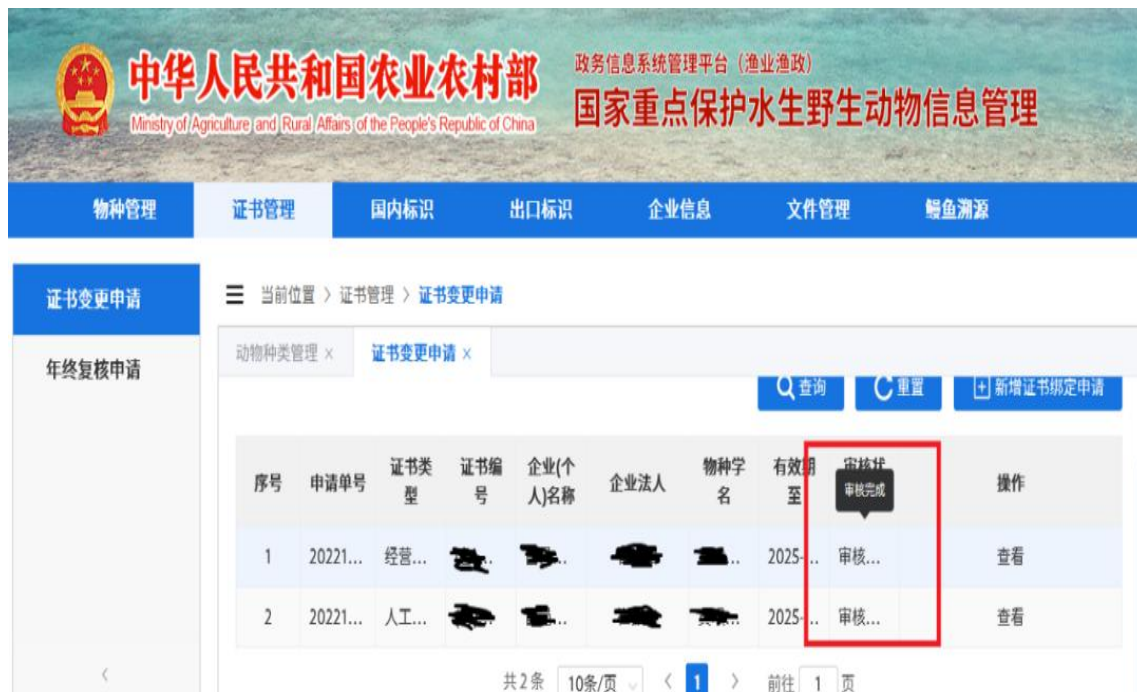 中华人民共和国农业农村部
Ministry of Agriculture and Rural Affairs of the People's Republic of China
政务信息系统管理平台（渔业渔政）
国家重点保护水生野生动物信息管理
物种管理 证书管理 国内标识 出口标识 企业信息 文件管理 鳗鱼溯源
证书变更申请
年终复核申请
当前位置 > 证书管理 > 证书变更申请
动物种类管理 × 证书变更申请 ×
查询 重置 新增证书绑定申请
序号 申请单号 证书类型 证书编号 企业(个人)名称 企业法人 物种学名 有效期至 审核状 操作
审核完成
1 20221... 经营... 2025-... 审核... 查看
2 20221... 人工... 2025-... 审核... 查看
共2条 10条/页 < 1 > 前往 1 页